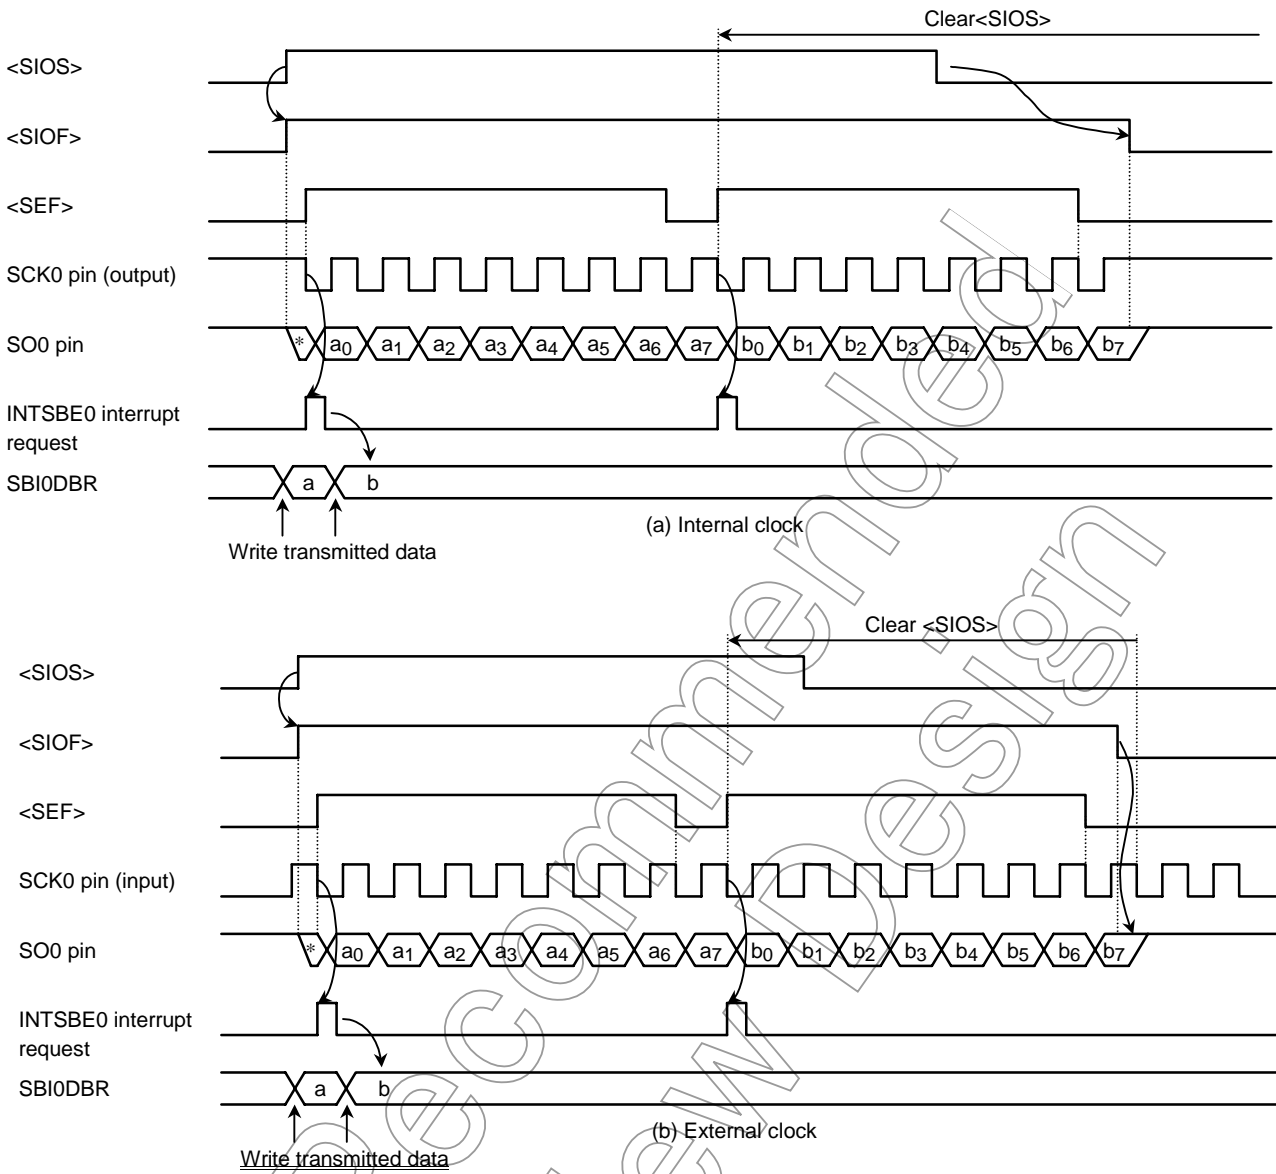 Clear<SIOS>
<SIOS>
<SIOF>
<SEF>
SCK0 pin (output)
SO0 pin
* a0 a1 a2 a3 a4 a5 a6 a7 b0 b1 b2 b3 b4 b5 b6 b7
INTSBE0 interrupt
request
SBI0DBR
a b
(a) Internal clock
Write transmitted data
Clear <SIOS>
<SIOS>
<SIOF>
<SEF>
SCK0 pin (input)
SO0 pin
* a0 a1 a2 a3 a4 a5 a6 a7 b0 b1 b2 b3 b4 b5 b6 b7
INTSBE0 interrupt
request
SBI0DBR
a b
(b) External clock
Write transmitted data
Recommended
New Design